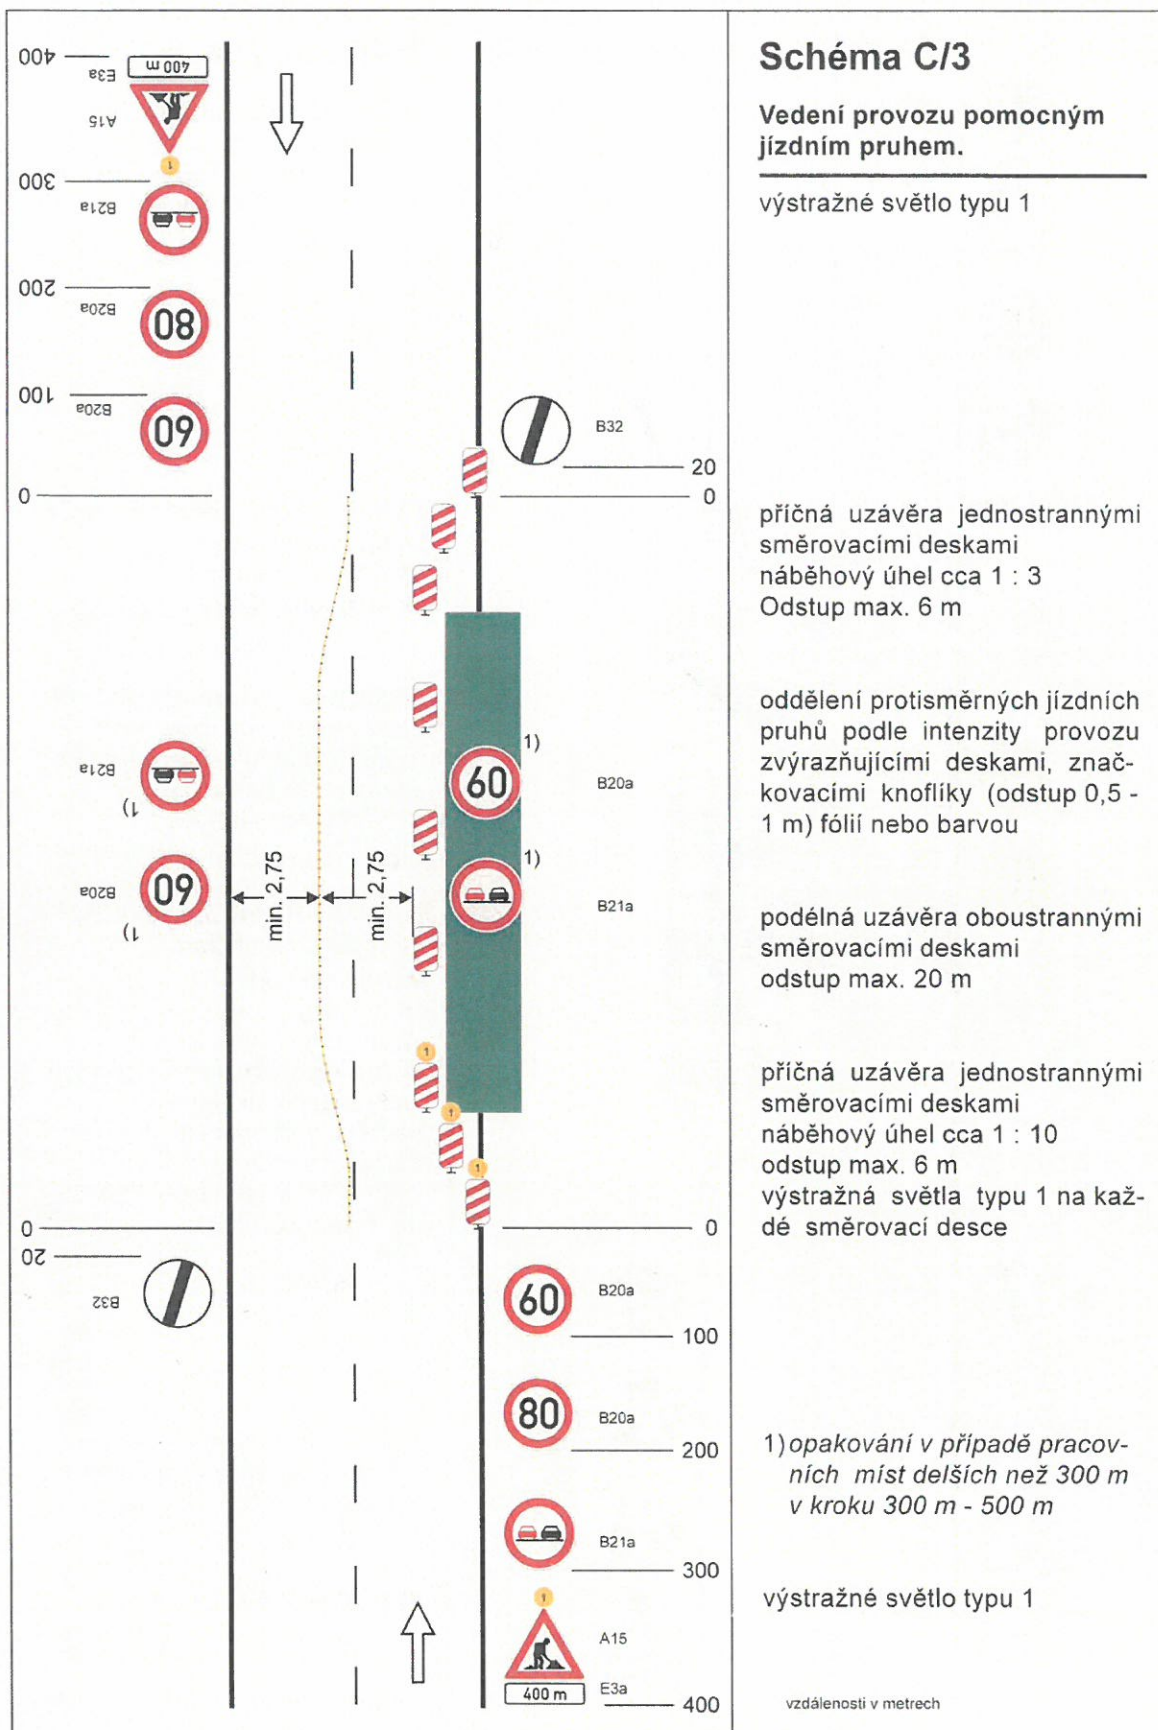 Schéma C/3
Vedení provozu pomocným
jízdním pruhem.
výstražné světlo typu 1
příčná uzávěra jednostrannými
směrovacími deskami
náběhový úhel cca 1 : 3
Odstup max. 6 m
oddělení protisměrných jízdních
pruhů podle intenzity provozu
zvýrazňujícími deskami, znač-
kovacími knoflíky (odstup 0,5 -
1 m) fólií nebo barvou
podélná uzávěra oboustrannými
směrovacími deskami
odstup max. 20 m
příčná uzávěra jednostrannými
směrovacími deskami
náběhový úhel cca 1 : 10
odstup max. 6 m
výstražná světla typu 1 na kaž-
dé směrovací desce
1) opakování v případě pracov-
ních míst delších než 300 m
v kroku 300 m - 500 m
výstražné světlo typu 1
vzdálenosti v metrech
400
E3a
400 m
A15
1
300
B21a
200
B20a
80
100
B20a
60
0
B32
20
0
B21a
1)
B20a
60
1)
min. 2,75
min. 2,75
1)
60
B20a
1)
B21a
1
1
1
0
20
B32
0
60
B20a
100
80
B20a
200
B21a
300
1
A15
400 m
E3a
400